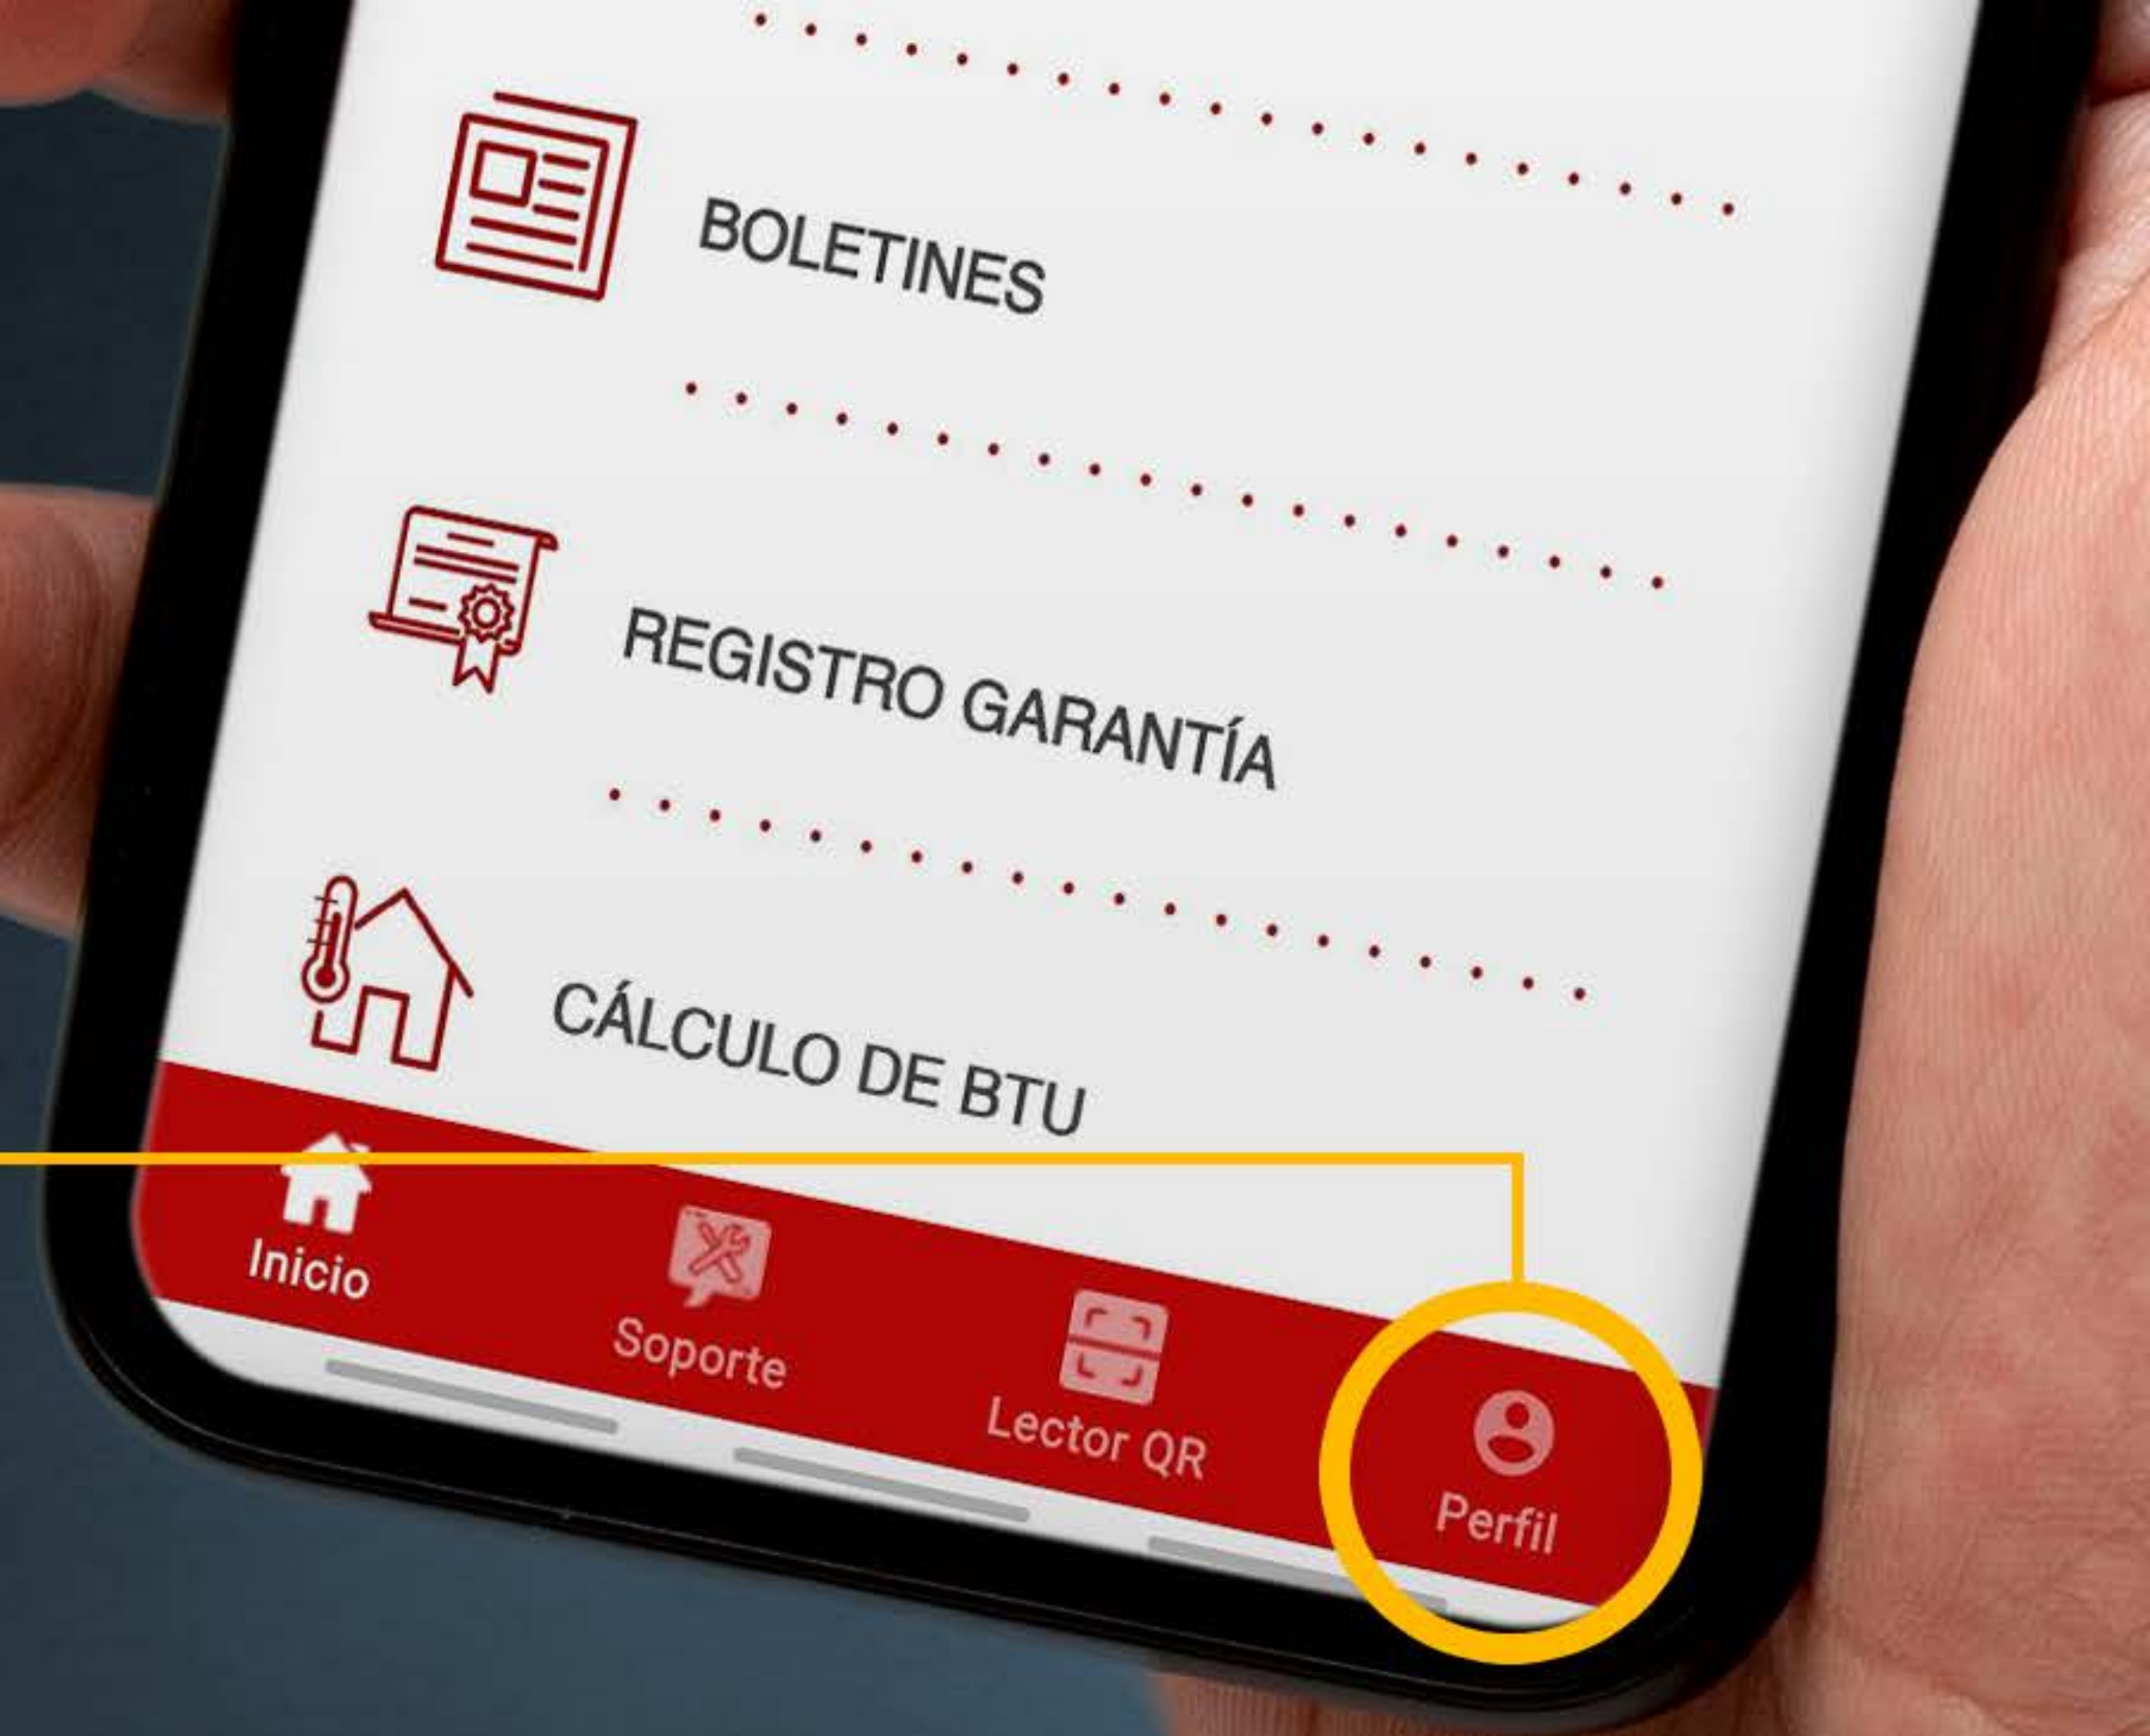 BOLETINES
REGISTRO GARANTÍA
CÁLCULO DE BTU
Inicio
Soporte
Lector QR
Perfil